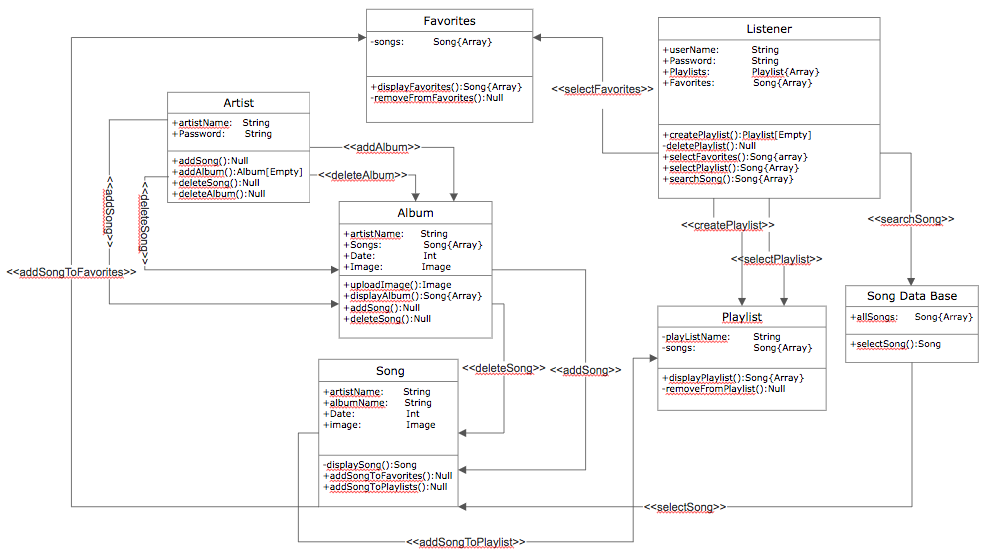 Favorites
-songs: Song{Array}
+displayFavorites():Song{Array}
-removeFromFavorites():Null
Listener
+userName: String
+Password: String
+Playlists: Playlist{Array}
+Favorites: Song{Array}
+createPlaylist():Playlist[Empty]
-deletePlaylist():Null
+selectFavorites():Song{array}
+selectPlaylist():Song{Array}
+searchSong():Song{Array}
<<selectFavorites>>
Artist
+artistName: String
+Password: String
+addSong():Null
+addAlbum():Album[Empty]
+deleteSong():Null
+deleteAlbum():Null
<<addAlbum>>
<<deleteAlbum>>
<<addSong>>
<<deleteSong>>
<<addSongToFavorites>>
Album
+artistName: String
+Songs: Song{Array}
+Date: Int
+Image: Image
+uploadImage():Image
+displayAlbum():Song{Array}
+addSong():Null
+deleteSong():Null
<<createPlaylist>>
<<selectPlaylist>>
<<searchSong>>
Song Data Base
+allSongs: Song{Array}
+selectSong():Song
Playlist
-playListName: String
-songs: Song{Array}
+displayPlaylist():Song{Array}
-removeFromPlaylist():Null
<<deleteSong>>
<<addSong>>
Song
+artistName: String
+albumName: String
+Date: Int
+image: Image
-displaySong():Song
+addSongToFavorites():Null
+addSongToPlaylists():Null
<<selectSong>>
<<addSongToPlaylist>>